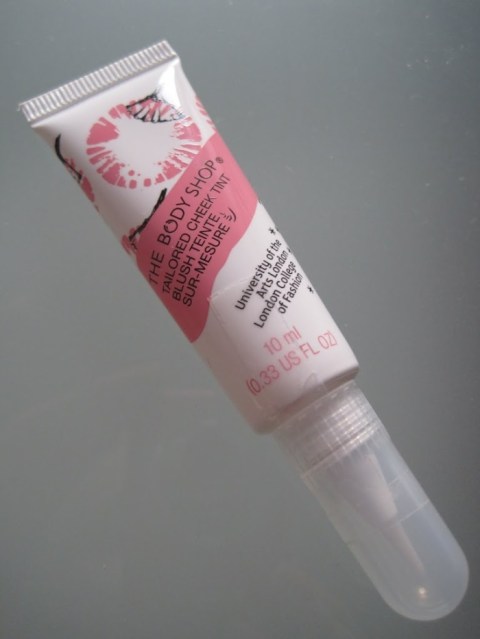 THE BODY SHOP®
TAILORED CHEEK TINT
BLUSH TEINTE
SUR-MESURE
University of the
Arts London
London College
of Fashion
10 ml
(0.33 US FL OZ)